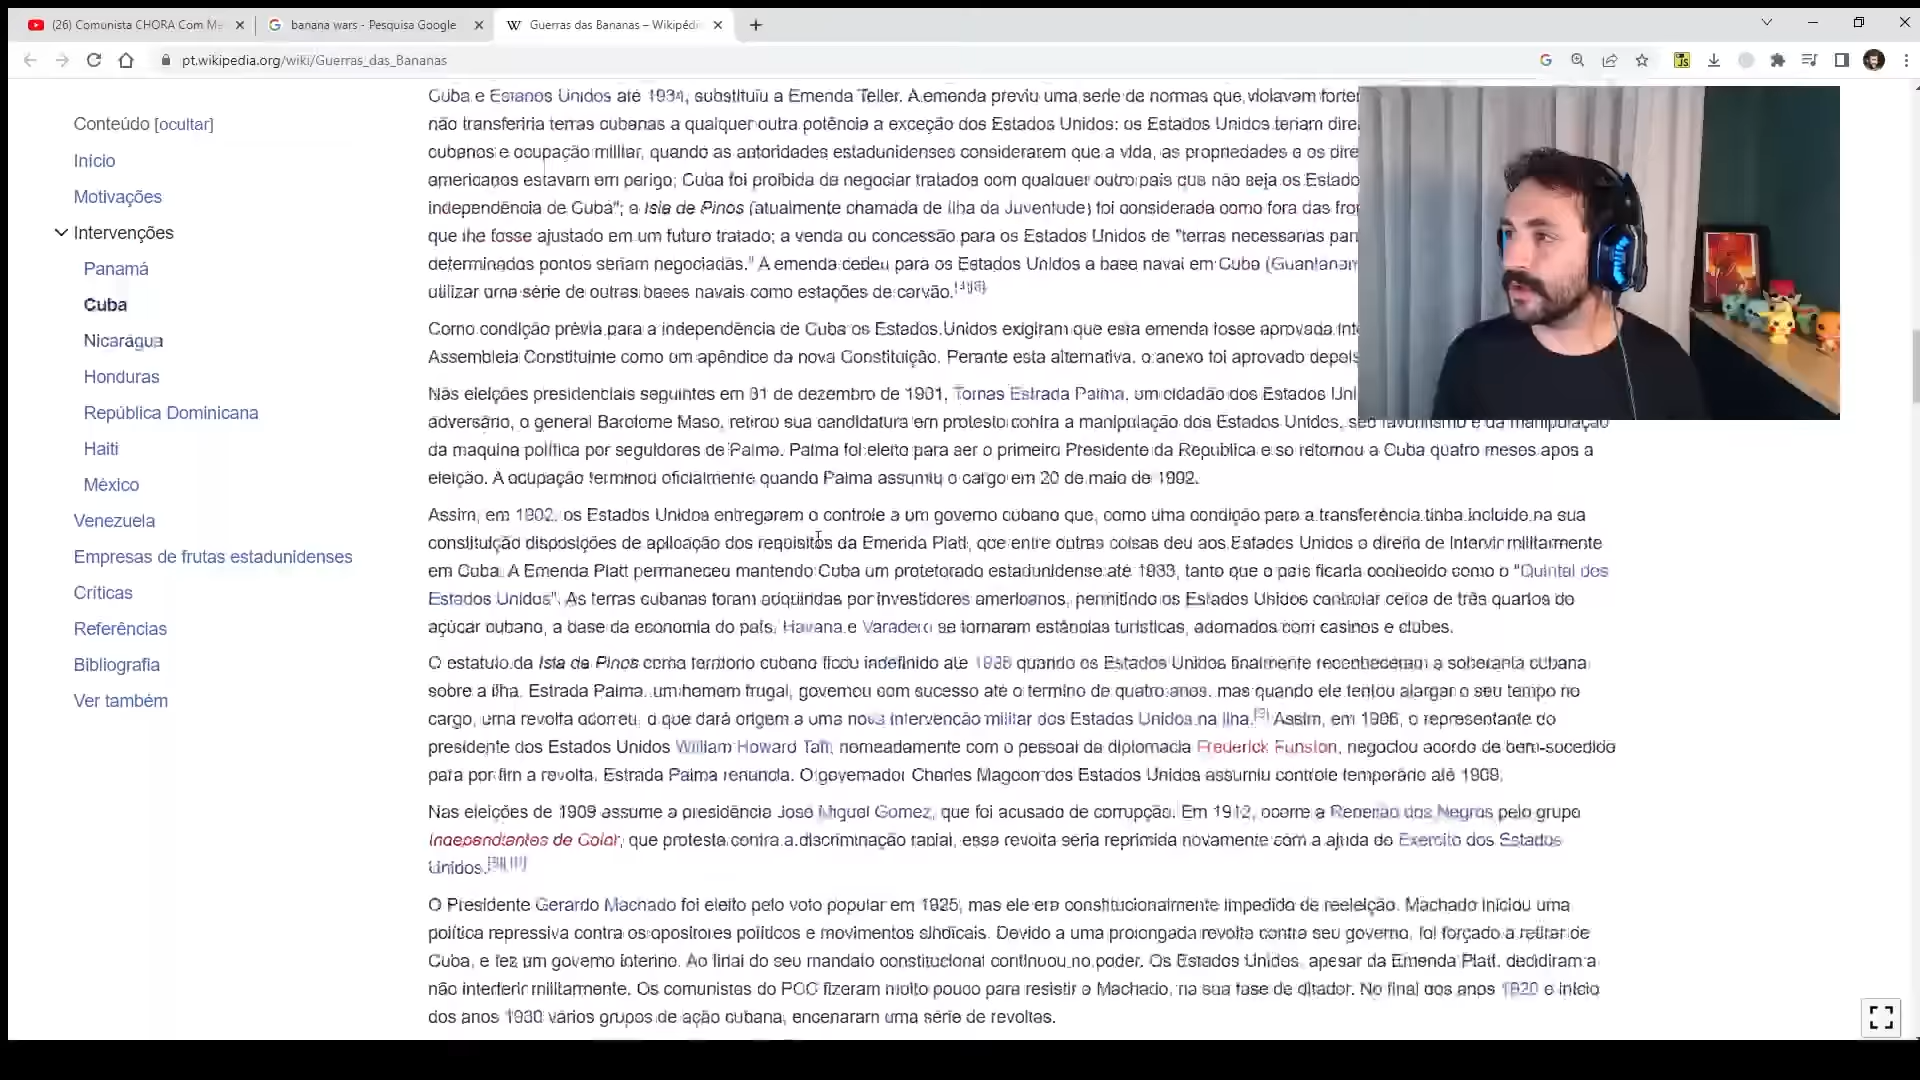 (26) Comunista CHORA Com Me
banana wars - Pesquisa Google
Guerras das Bananas – Wikipédi
pt.wikipedia.org/wiki/Guerras_das_Bananas
Conteúdo [ocultar]
Início
Motivações
Intervenções
Panamá
Cuba
Nicarágua
Honduras
República Dominicana
Haiti
México
Venezuela
Empresas de frutas estadunidenses
Críticas
Referências
Bibliografia
Ver também
Cuba e Estados Unidos até 1934, substituiu a Emenda Teller. A emenda previu uma série de normas que violavam
não transferiria terras cubanas a qualquer outra potência a exceção dos Estados Unidos: os Estados Unidos teriam
cubanos e ocupação militar, quando as autoridades estadunidenses considerarem que a vida, as propriedades e os
americanos estavam em perigo; Cuba foi proibida de negociar tratados com qualquer outro país que não seja os
independência de Cuba"; a Isla de Pinos (atualmente chamada de Ilha da Juventude) foi considerada como fora das
que lhe fosse ajustado em um futuro tratado; a venda ou concessão para os Estados Unidos de "terras necessárias
determinados pontos seriam negociadas." A emenda cedeu para os Estados Unidos a base naval em Cuba
utilizar uma série de outras bases navais como estações de carvão.
Como condição prévia para a independência de Cuba os Estados Unidos exigiram que esta emenda fosse aprovada
Assembleia Constituinte como um apêndice da nova Constituição. Perante esta alternativa, o anexo foi aprovado depois
Nas eleições presidenciais seguintes em 31 de dezembro de 1901, Tomas Estrada Palma, um cidadão dos Estados
adversário, o general Bartolome Maso, retirou sua candidatura em protesto contra a manipulação dos Estados Unidos, seu favoritismo e da manipulação
da maquina política por seguidores de Palma. Palma foi eleito para ser o primeiro Presidente da Republica e so retornou a Cuba quatro meses apos a
eleição. A ocupação terminou oficialmente quando Palma assumiu o cargo em 20 de maio de 1902.
Assim, em 1902, os Estados Unidos entregaram o controle a um governo cubano que, como uma condição para a transferência tinha incluído na sua
constituição disposições de aplicação dos requisitos da Emenda Platt, que entre outras coisas deu aos Estados Unidos o direito de intervir militarmente
em Cuba. A Emenda Platt permaneceu mantendo Cuba um protetorado estadunidense até 1933, tanto que o pais ficaria conhecido como o "Quintal dos
Estados Unidos". As terras cubanas foram adquiridas por investidores americanos, permitindo os Estados Unidos controlar cerca de três quartos do
açúcar cubano, a base da economia do país. Havana e Varadero se tornaram estâncias turísticas, adornados com casinos e clubes.
O estatuto da Isla de Pinos como território cubano ficou indefinido até quando os Estados Unidos finalmente reconheceram a soberania cubana
sobre a ilha. Estrada Palma, um homem frugal, governou com sucesso até o termino de quatro anos, mas quando ele tentou alargar o seu tempo no
cargo, uma revolta ocorreu, o que dará origem a uma nova intervenção militar dos Estados Unidos na ilha. Assim, em 1906, o representante do
presidente dos Estados Unidos William Howard Taft, nomeadamente com o pessoal da diplomacia Frederick Funston, negociou acordo de bem-sucedido
para por fim a revolta, Estrada Palma renuncia. O governador Charles Magoon dos Estados Unidos assumiu controle temporário até 1909.
Nas eleições de 1909 assume a presidência José Miguel Gomez, que foi acusado de corrupção. Em 1912, ocorre a Rebelião dos Negros pelo grupo
Independientes de Color, que protesta contra a discriminação racial, essa revolta seria reprimida novamente com a ajuda do Exército dos Estados
Unidos.
O Presidente Gerardo Machado foi eleito pelo voto popular em 1925, mas ele era constitucionalmente impedido de reeleição. Machado iniciou uma
política repressiva contra os opositores políticos e movimentos sindicais. Devido a uma prolongada revolta contra seu governo, foi forçado a retirar de
Cuba, e fez um governo interino. Ao final do seu mandato constitucional continuou no poder. Os Estados Unidos, apesar da Emenda Platt, decidiram a
não interferir militarmente. Os comunistas do PCC fizeram muito pouco para resistir o Machado, na sua fase de ditador. No final dos anos 1920 e início
dos anos 1930 vários grupos de ação cubana, encenaram uma série de revoltas.